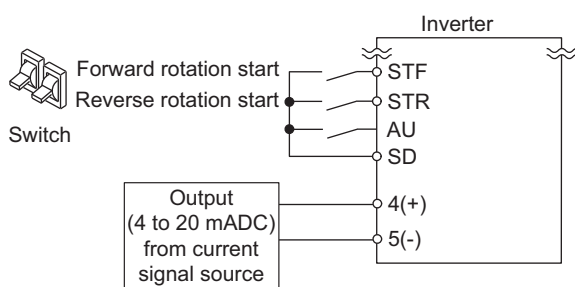 Inverter
Forward rotation start
STF
Reverse rotation start
STR
AU
Switch
SD
Output
(4 to 20 mADC)
from current
signal source
4(+)
5(-)